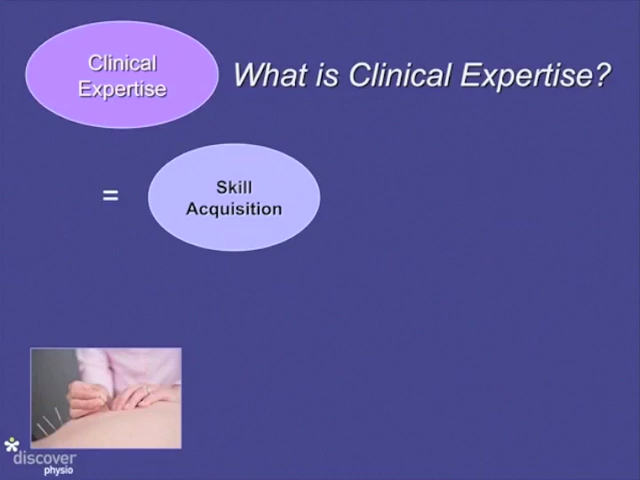 Clinical
Expertise
What is Clinical Expertise?
=
Skill
Acquisition
discover
physio